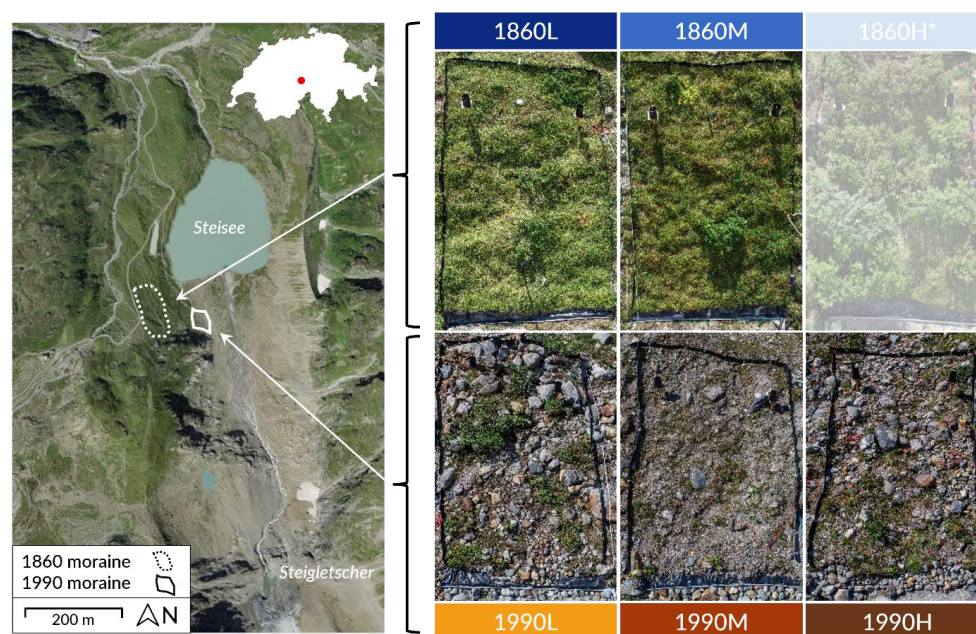 1860L
1860M
1860H*
Steisee
Steigletscher
1860 moraine
1990 moraine
200 m
N
1990L
1990M
1990H